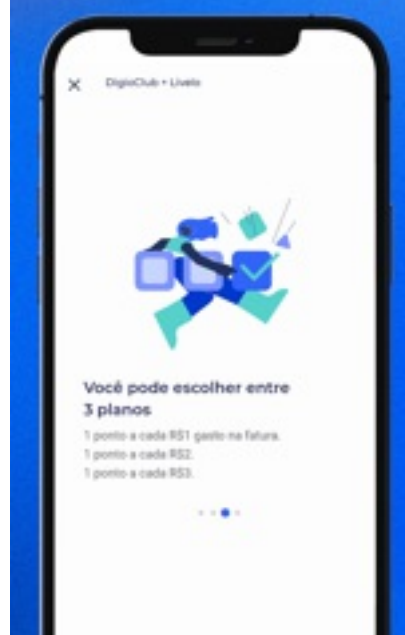 DigioClub + Livelo
Você pode escolher entre
3 planos
1 ponto a cada R$1 gasto na fatura.
1 ponto a cada R$2.
1 ponto a cada R$3.